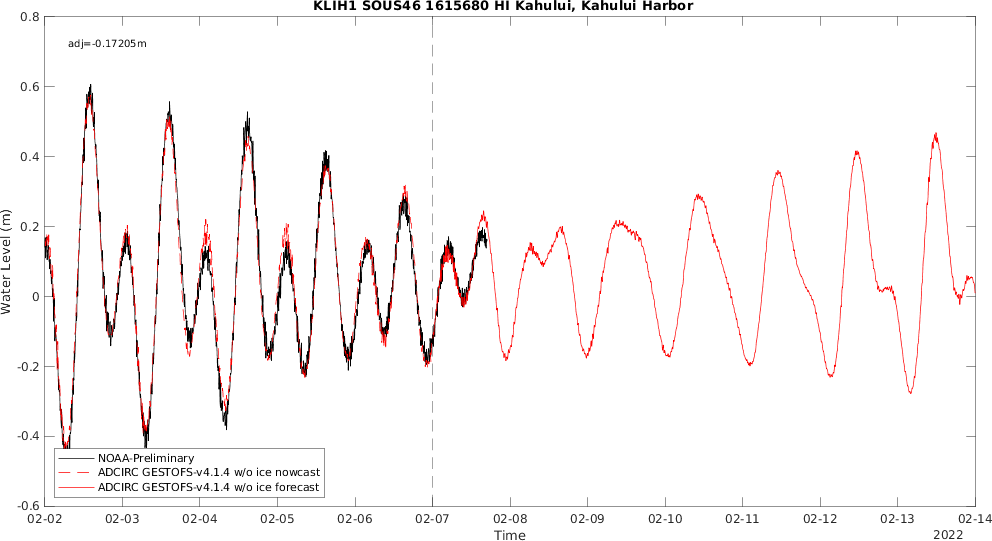 KLIH1 SOUS46 1615680 HI Kahului, Kahului Harbor
adj=-0.17205m
0.8
0.6
0.4
0.2
0
-0.2
-0.4
-0.6
Water Level (m)
NOAA-Preliminary
ADCIRC GESTOFS-v4.1.4 w/o ice nowcast
ADCIRC GESTOFS-v4.1.4 w/o ice forecast
02-02 02-03 02-04 02-05 02-06 02-07 02-08 02-09 02-10 02-11 02-12 02-13 02-14
Time
2022